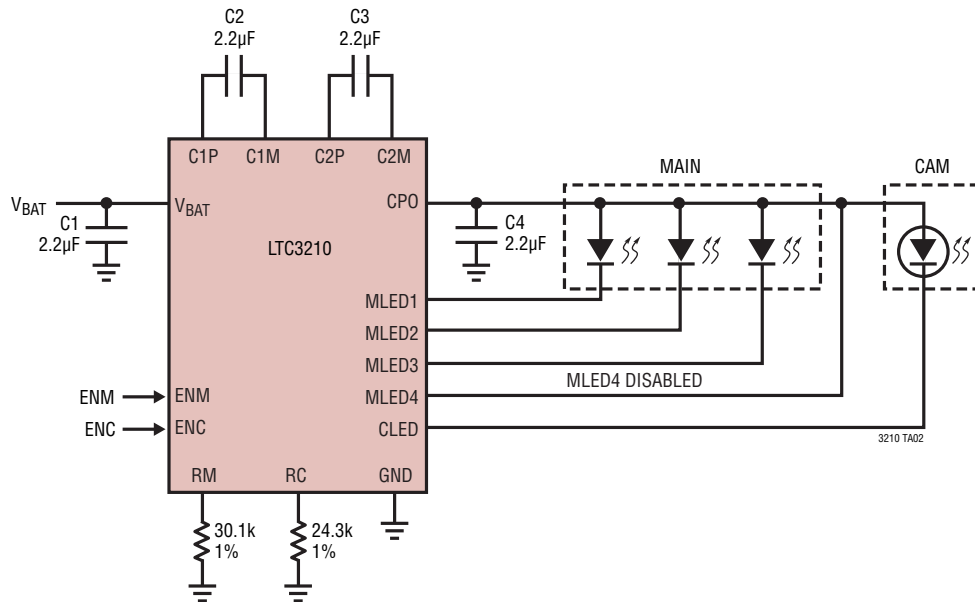 C2
2.2µF
C3
2.2µF
C1P C1M C2P C2M
MAIN
CAM
VBAT
VBAT
CPO
C1
2.2µF
LTC3210
C4
2.2µF
MLED1
MLED2
MLED3
MLED4 DISABLED
MLED4
ENM
ENM
ENC
ENC
CLED
3210 TA02
RM RC GND
30.1k
1%
24.3k
1%